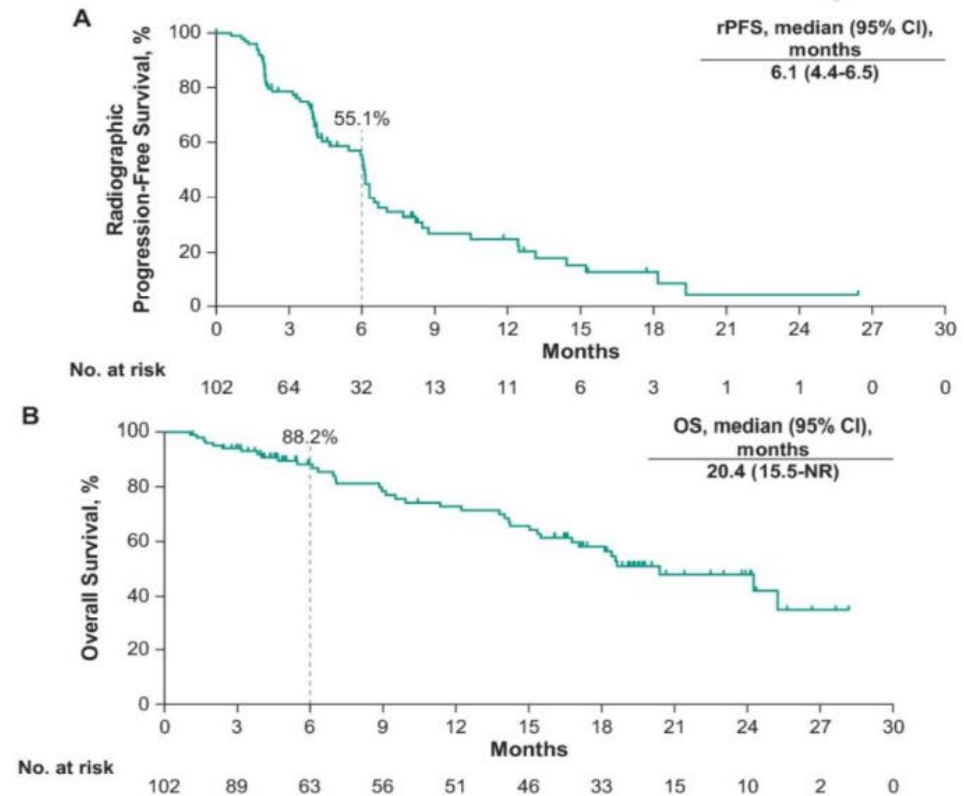 A
rPFS, median (95% CI),
months
6.1 (4.4-6.5)
Radiographic
Progression-Free Survival, %
100
80
60
40
20
0
55.1%
0 3 6 9 12 15 18 21 24 27 30
Months
No. at risk
102 64 32 13 11 6 3 1 1 0 0
B
OS, median (95% CI),
months
20.4 (15.5-NR)
Overall Survival, %
100
80
60
40
20
0
88.2%
0 3 6 9 12 15 18 21 24 27 30
Months
No. at risk
102 89 63 56 51 46 33 15 10 2 0